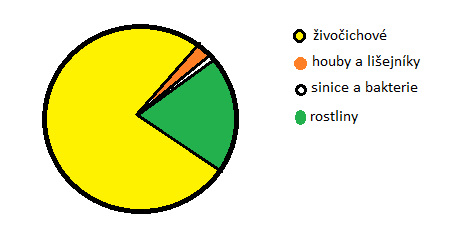 živočichové
houby a lišejníky
sinice a bakterie
rostliny